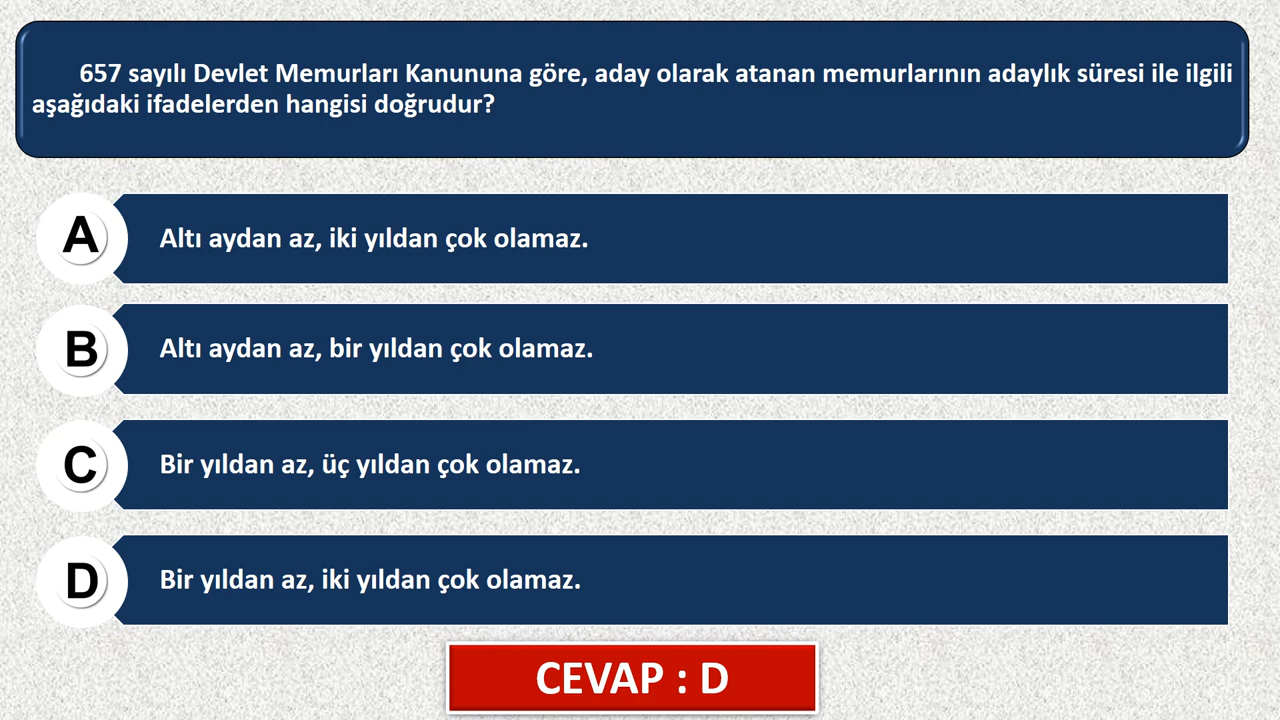 657 sayılı Devlet Memurları Kanununa göre, aday olarak atanan memurlarının adaylık süresi ile ilgili
aşağıdaki ifadelerden hangisi doğrudur?
A Altı aydan az, iki yıldan çok olamaz.
B Altı aydan az, bir yıldan çok olamaz.
C Bir yıldan az, üç yıldan çok olamaz.
D Bir yıldan az, iki yıldan çok olamaz.
CEVAP : D